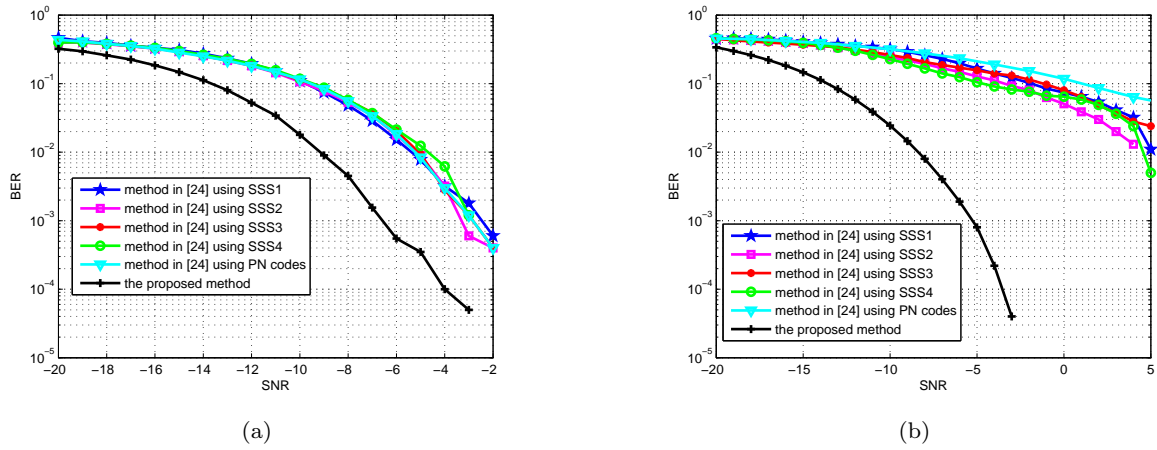 10^0
10^-1
10^-2
10^-3
10^-4
10^-5
BER
method in [24] using SSS1
method in [24] using SSS2
method in [24] using SSS3
method in [24] using SSS4
method in [24] using PN codes
the proposed method
−20 −18 −16 −14 −12 −10 −8 −6 −4 −2
SNR
(a)
10^0
10^-1
10^-2
10^-3
10^-4
10^-5
BER
method in [24] using SSS1
method in [24] using SSS2
method in [24] using SSS3
method in [24] using SSS4
method in [24] using PN codes
the proposed method
−20 −15 −10 −5 0 5
SNR
(b)